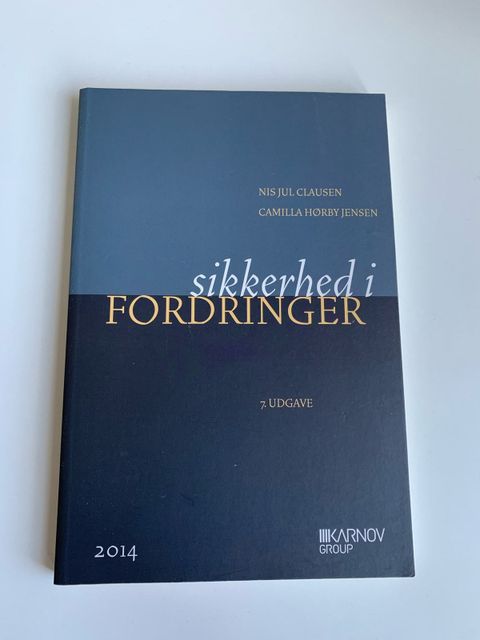 NIS JUL CLAUSEN
CAMILLA HØRBY JENSEN
sikkerhed i
FORDRINGER
7. UDGAVE
2014
KARNOV
GROUP